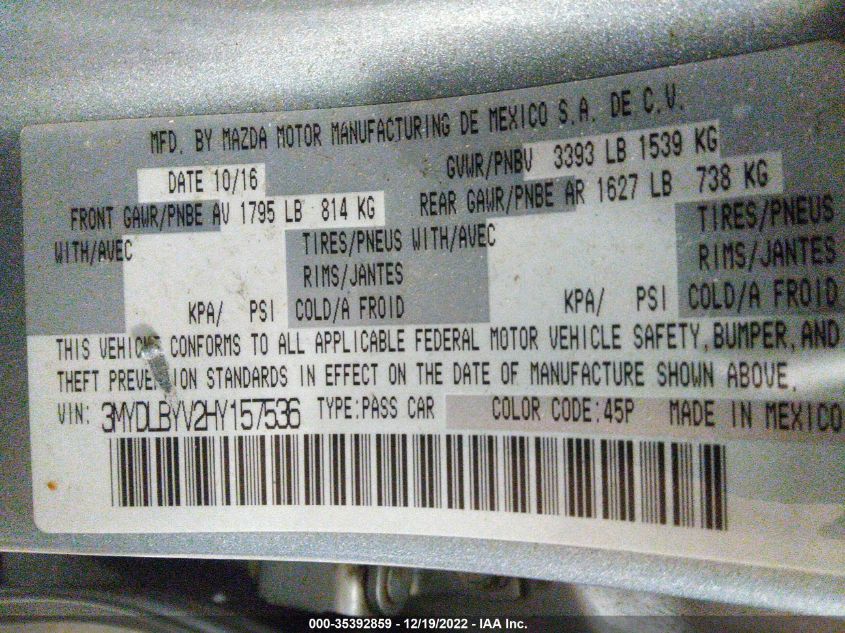 MFD. BY MAZDA MOTOR MANUFACTURING DE MEXICO S.A. DE C.V.
DATE 10/16 GVWR/PNBV 3393 LB 1539 KG
FRONT GAWR/PNBE AV 1795 LB 814 KG REAR GAWR/PNBE AR 1627 LB 738 KG
WITH/AVEC TIRES/PNEUS WITH/AVEC TIRES/PNEUS
RIMS/JANTES RIMS/JANTES
KPA/ PSI COLD/A FROID KPA/ PSI COLD/A FROID
THIS VEHICLE CONFORMS TO ALL APPLICABLE FEDERAL MOTOR VEHICLE SAFETY, BUMPER, AND
THEFT PREVENTION STANDARDS IN EFFECT ON THE DATE OF MANUFACTURE SHOWN ABOVE.
VIN: 3MYDLBYV2HY157536 TYPE:PASS CAR COLOR CODE:45P MADE IN MEXICO
000-35392859 - 12/19/2022 - IAA Inc.